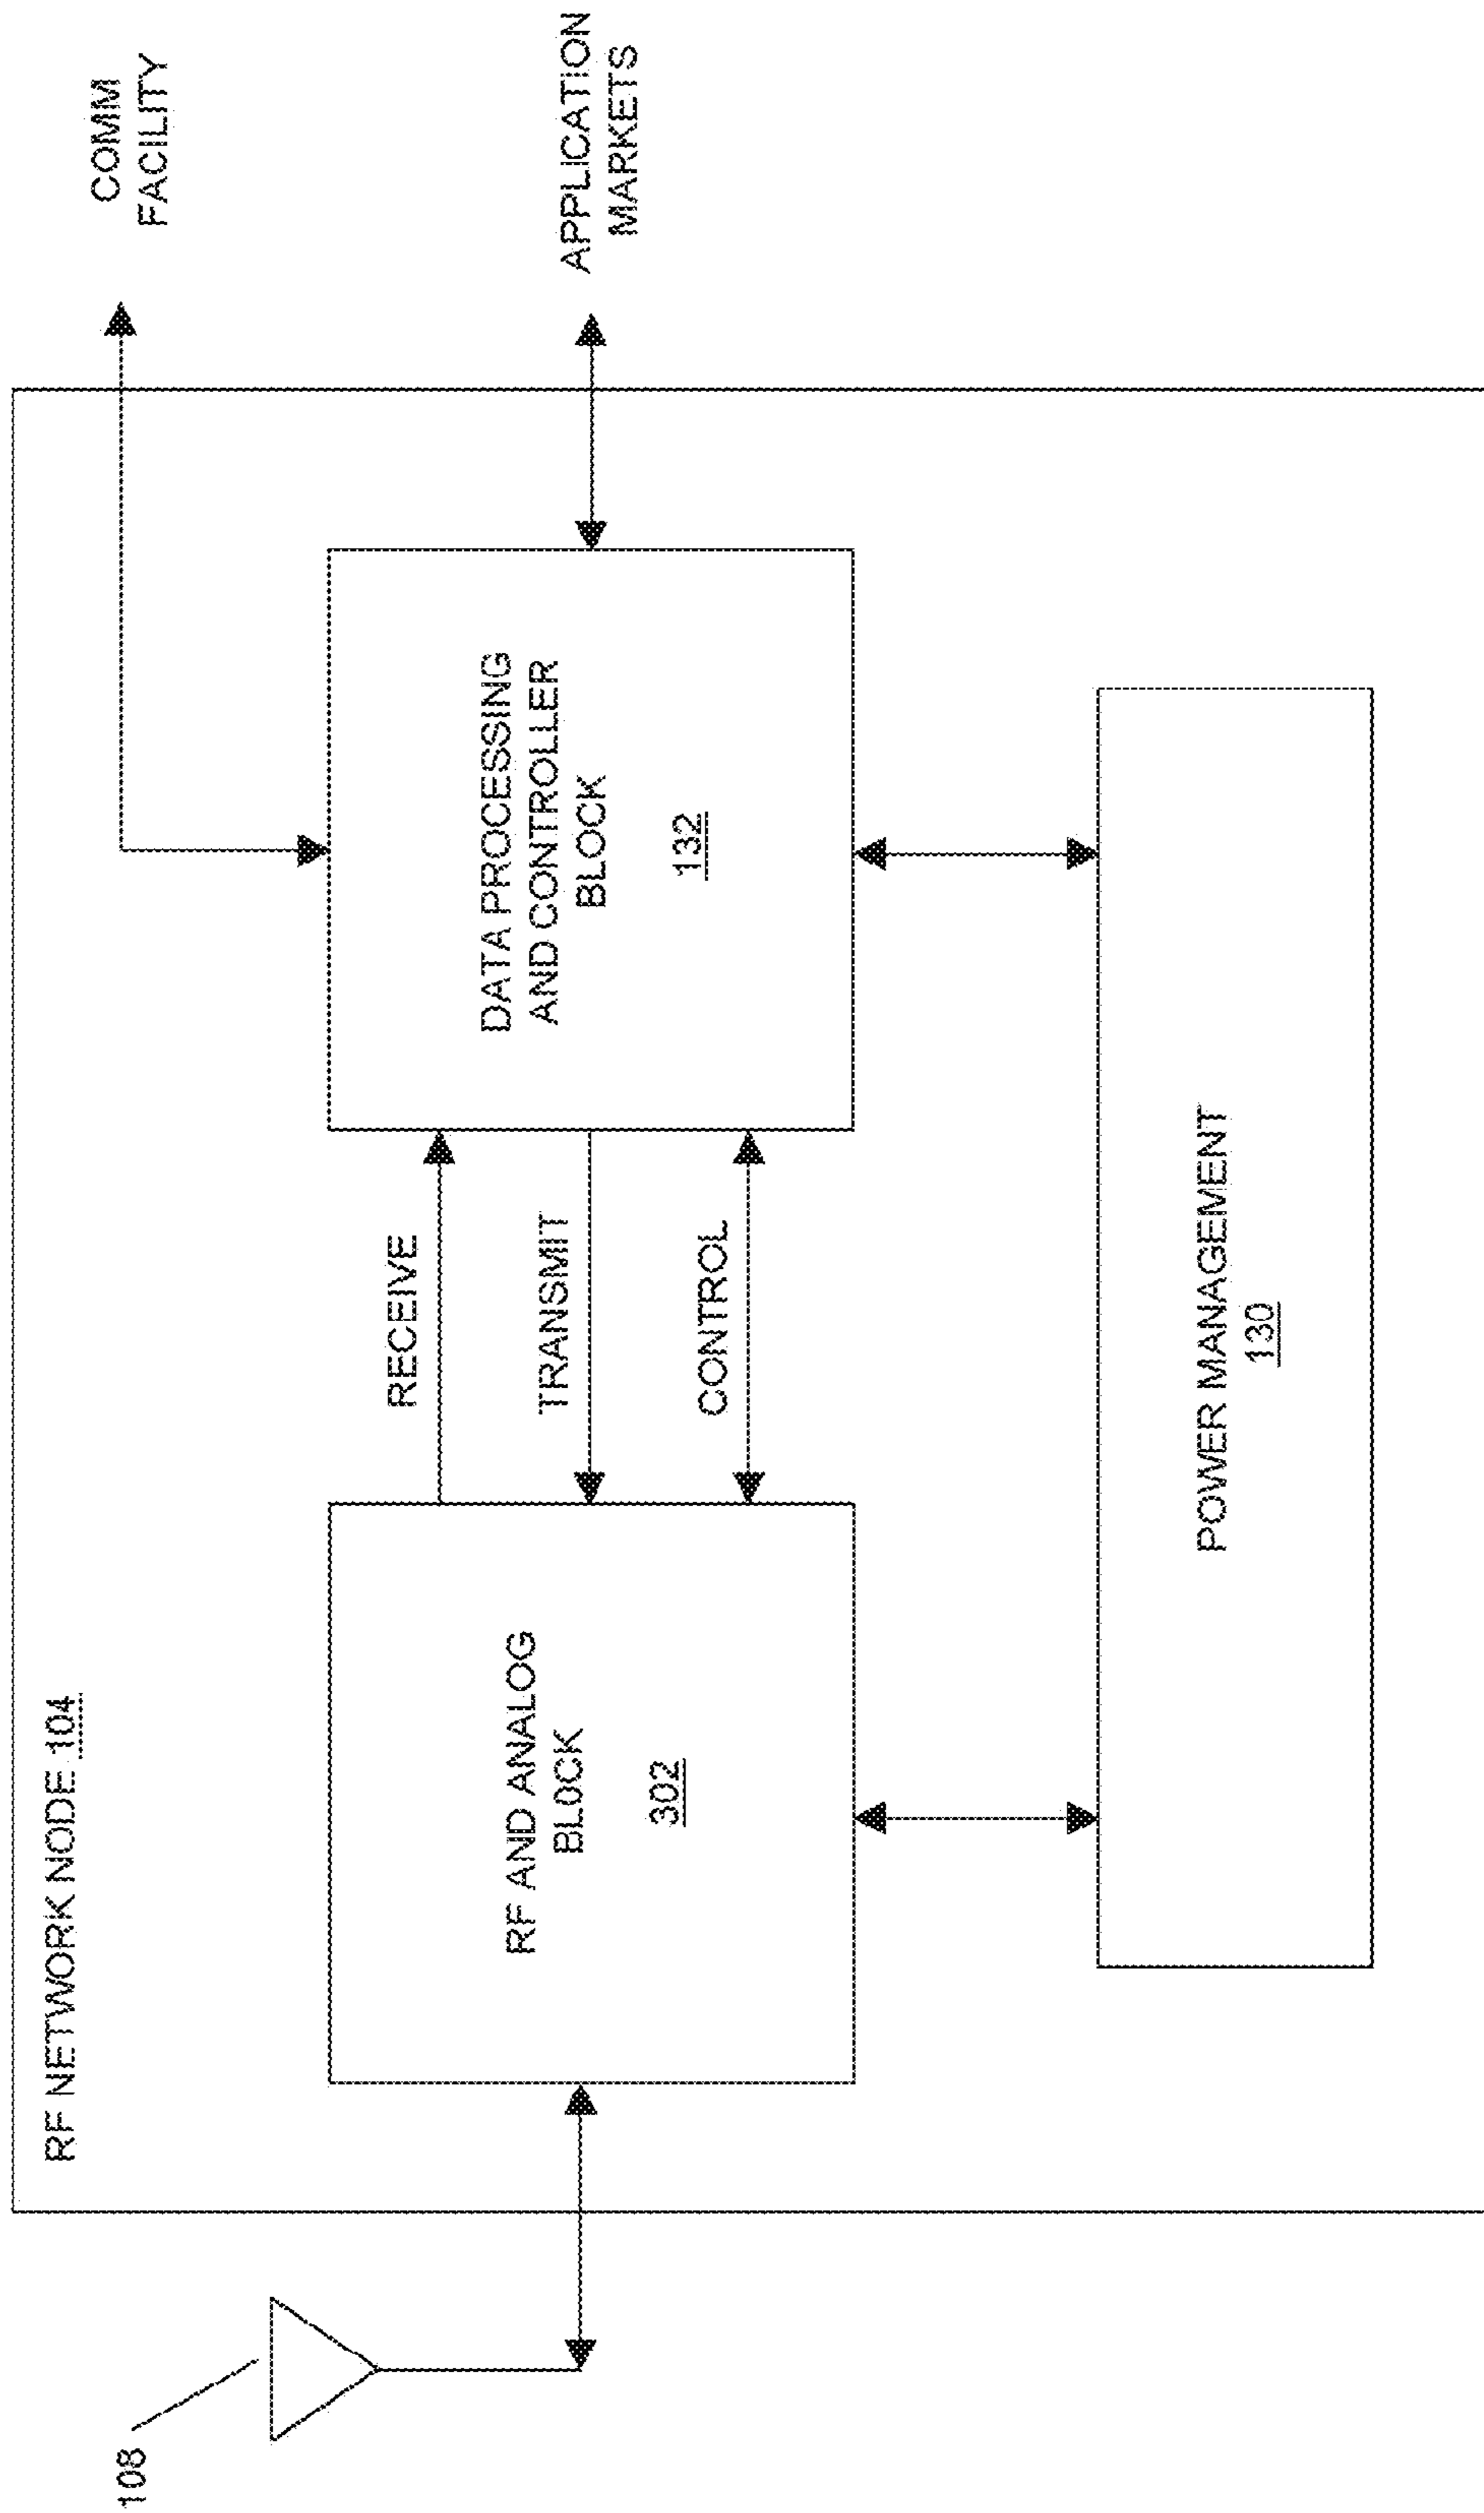 RF NETWORK NODE 104
COMM
FACILITY
108
RECEIVE
DATA PROCESSING
AND CONTROLLER
BLOCK
132
APPLICATION
MARKETS
RF AND ANALOG
BLOCK
302
TRANSMIT
CONTROL
POWER MANAGEMENT
130